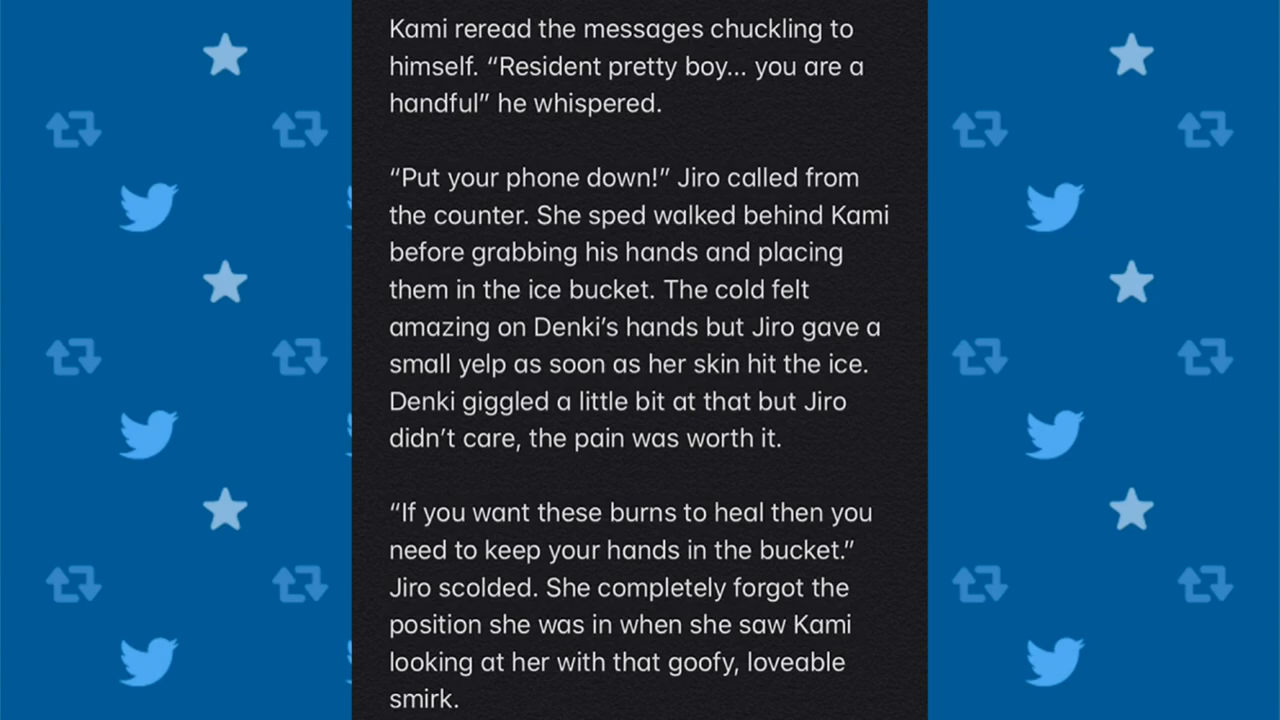 Kami reread the messages chuckling to
himself. “Resident pretty boy... you are a
handful” he whispered.
“Put your phone down!” Jiro called from
the counter. She sped walked behind Kami
before grabbing his hands and placing
them in the ice bucket. The cold felt
amazing on Denki’s hands but Jiro gave a
small yelp as soon as her skin hit the ice.
Denki giggled a little bit at that but Jiro
didn’t care, the pain was worth it.
“If you want these burns to heal then you
need to keep your hands in the bucket.”
Jiro scolded. She completely forgot the
position she was in when she saw Kami
looking at her with that goofy, loveable
smirk.